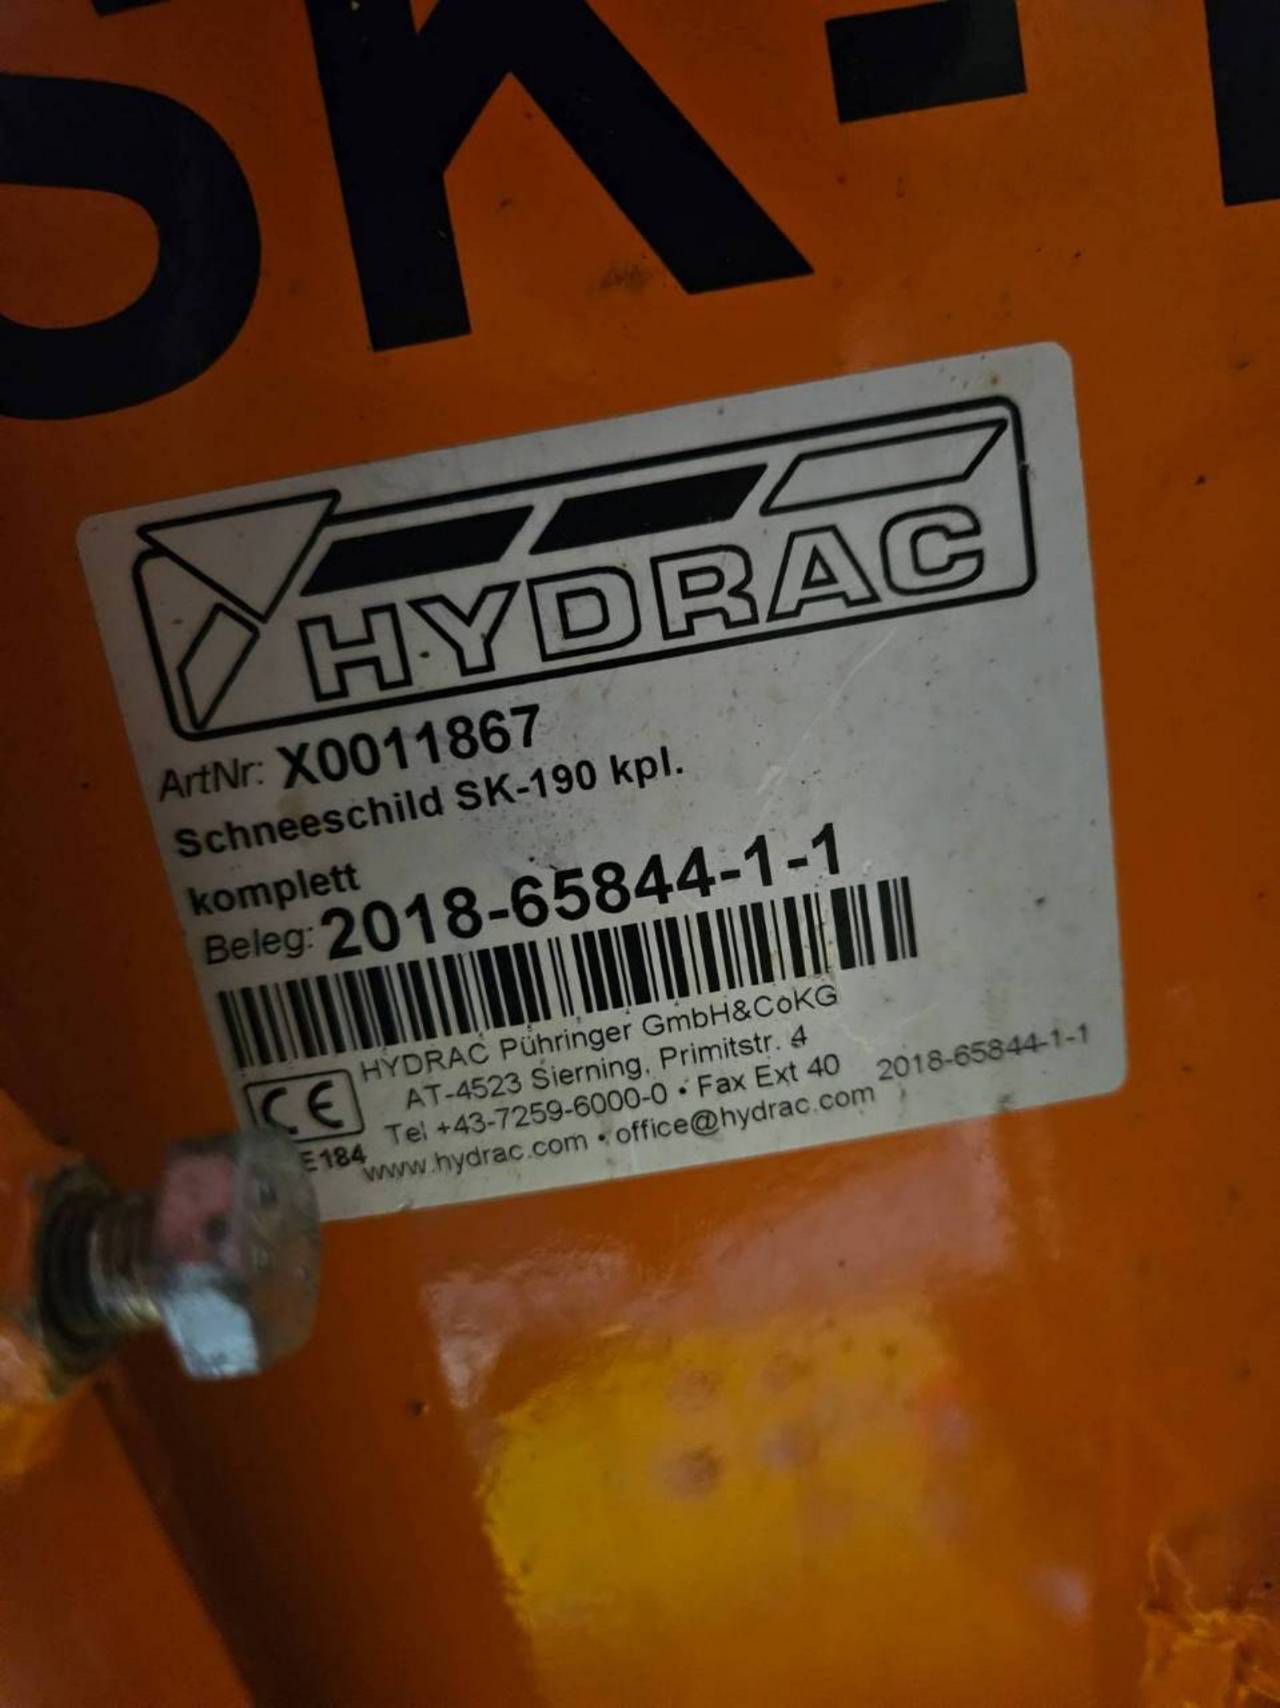 SK-1
HYDRAC
ArtNr: X0011867
Schneeschild SK-190 kpl.
komplett
Beleg: 2018-65844-1-1
HYDRAC Pühringer GmbH&CoKG
AT-4523 Sierning, Primitstr. 4
Tel +43-7259-6000-0 • Fax Ext 40
2018-65844-1-1
CE
www.hydrac.com • office@hydrac.com
E184